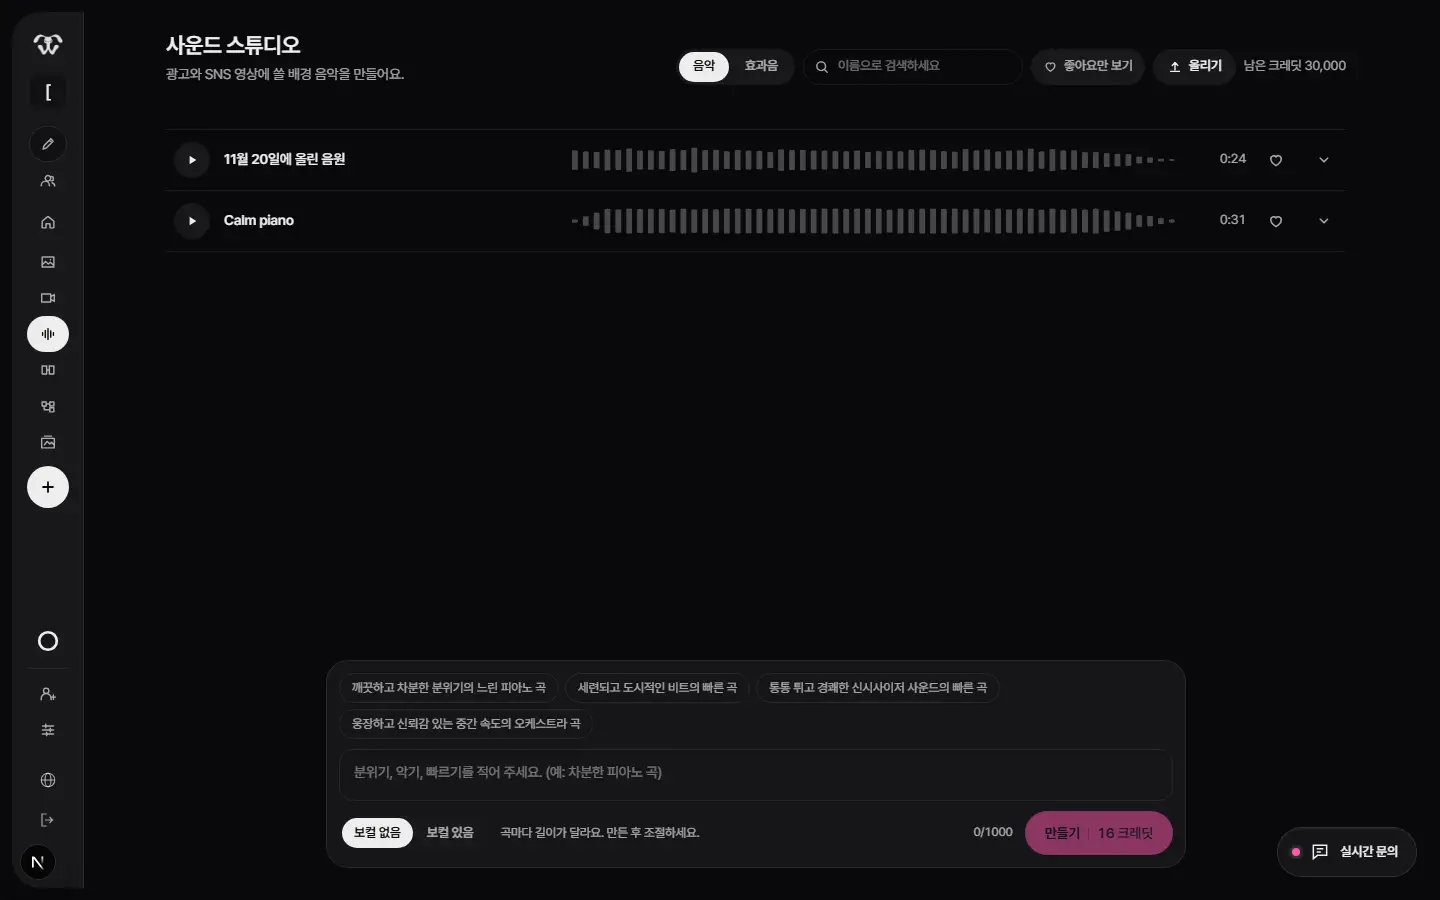 사운드 스튜디오
광고와 SNS 영상에 쓸 배경 음악을 만들어요.
음악
효과음
이름으로 검색하세요
좋아요만 보기
올리기
남은 크레딧 30,000
[
11월 20일에 올린 음원
0:24
Calm piano
0:31
깨끗하고 차분한 분위기의 느린 피아노 곡
세련되고 도시적인 비트의 빠른 곡
통통 튀고 경쾌한 신시사이저 사운드의 빠른 곡
웅장하고 신뢰감 있는 중간 속도의 오케스트라 곡
분위기, 악기, 빠르기를 적어 주세요. (예: 차분한 피아노 곡)
보컬 없음
보컬 있음
곡마다 길이가 달라요. 만든 후 조절하세요.
0/1000
만들기
16 크레딧
실시간 문의
N